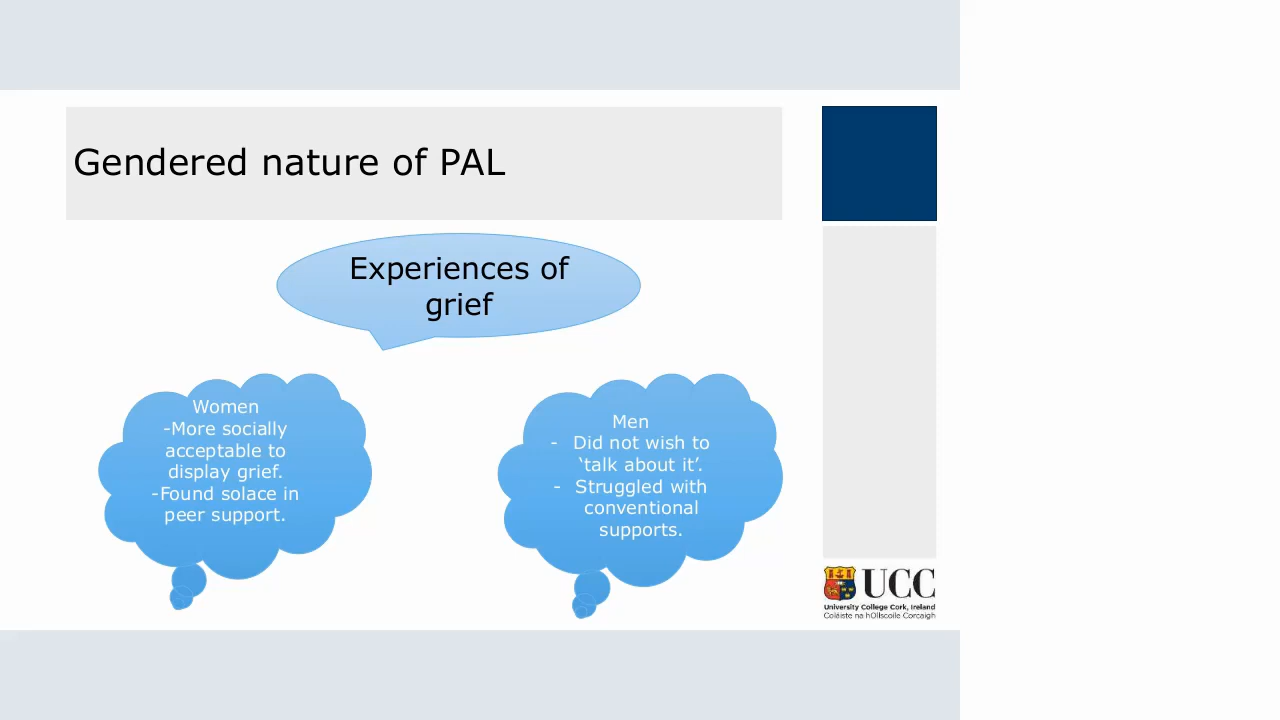 Gendered nature of PAL
Experiences of
grief
Women
-More socially
acceptable to
display grief.
-Found solace in
peer support.
Men
- Did not wish to
‘talk about it’.
- Struggled with
conventional
supports.
UCC
University College Cork, Ireland
Coláiste na hOllscoile Corcaigh